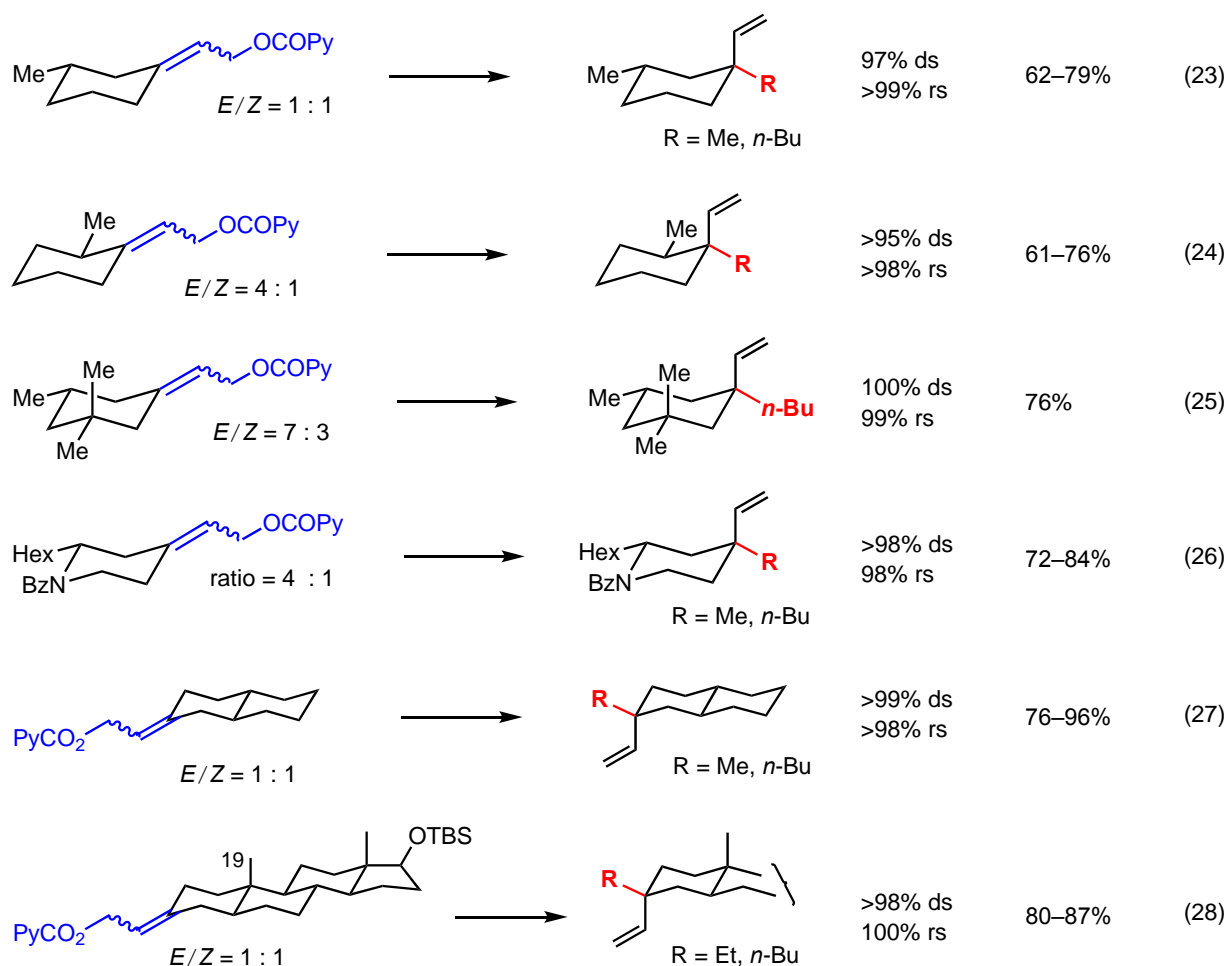 OCOPy
Me
E/Z = 1 : 1
Me
R
R = Me, n-Bu
97% ds
>99% rs
62–79%
(23)
Me
OCOPy
E/Z = 4 : 1
Me
R
>95% ds
>98% rs
61–76%
(24)
Me
OCOPy
Me
Me
E/Z = 7 : 3
Me
Me
n-Bu
Me
100% ds
99% rs
76%
(25)
OCOPy
Hex
BzN
ratio = 4 : 1
Hex
R
BzN
R = Me, n-Bu
>98% ds
98% rs
72–84%
(26)
PyCO2
E/Z = 1 : 1
R
R = Me, n-Bu
>99% ds
>98% rs
76–96%
(27)
OTBS
19
PyCO2
E/Z = 1 : 1
R
R = Et, n-Bu
>98% ds
100% rs
80–87%
(28)